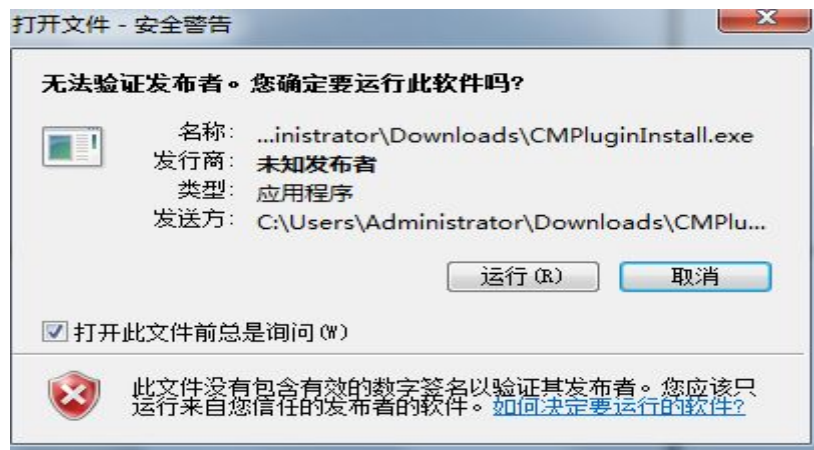 打开文件 - 安全警告
无法验证发布者。您确定要运行此软件吗?
名称: ...inistrator\Downloads\CMPluginInstall.exe
发行商: 未知发布者
类型: 应用程序
发送方: C:\Users\Administrator\Downloads\CMPlu...
运行(R) 取消
打开此文件前总是询问(W)
此文件没有包含有效的数字签名以验证其发布者。您应该只
运行来自您信任的发布者的软件。如何决定要运行的软件?